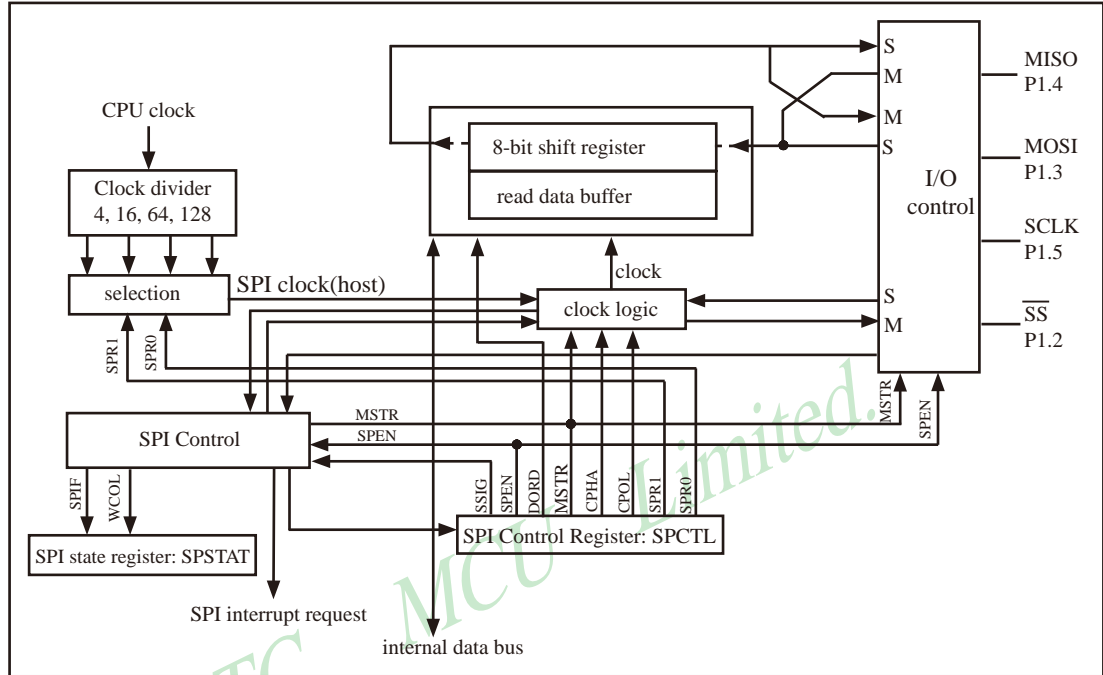 S
MISO
M
P1.4
CPU clock
M
8-bit shift register
S
MOSI
P1.3
Clock divider
4, 16, 64, 128
read data buffer
I/O
control
SCLK
P1.5
clock
selection
SPI clock(host)
clock logic
S
M
SS
P1.2
SPR1
SPR0
MSTR
SPEN
SPI Control
MSTR
SPEN
SPIF
WCOL
SSIG
SPEN
DORD
MSTR
CPHA
CPOL
SPR1
SPR0
SPI state register: SPSTAT
SPI Control Register: SPCTL
SPI interrupt request
internal data bus
MCU Limited.